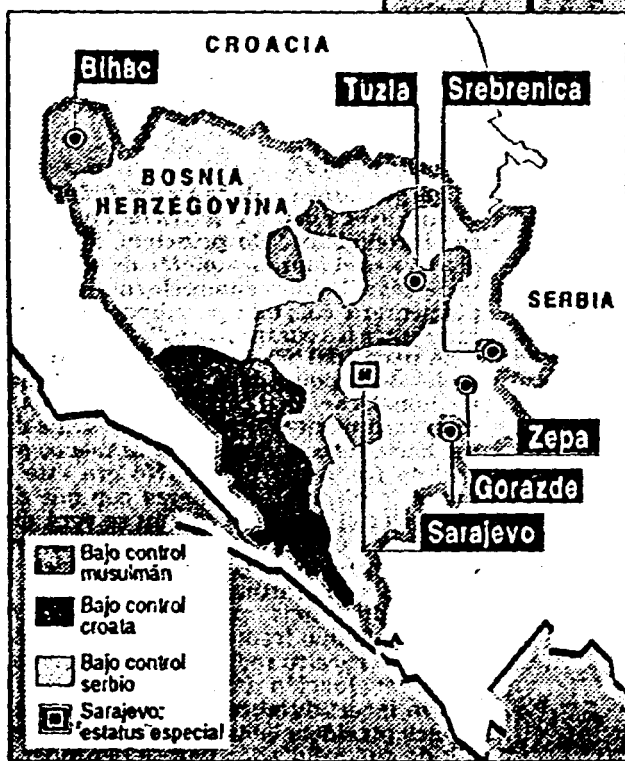 CROACIA
Bihac
Tuzla
Srebrenica
BOSNIA
HERZEGOVINA
SERBIA
Zepa
Gorazde
Sarajevo
Bajo control
musulmán
Bajo control
croata
Bajo control
serbio
Sarajevo:
"estatus especial